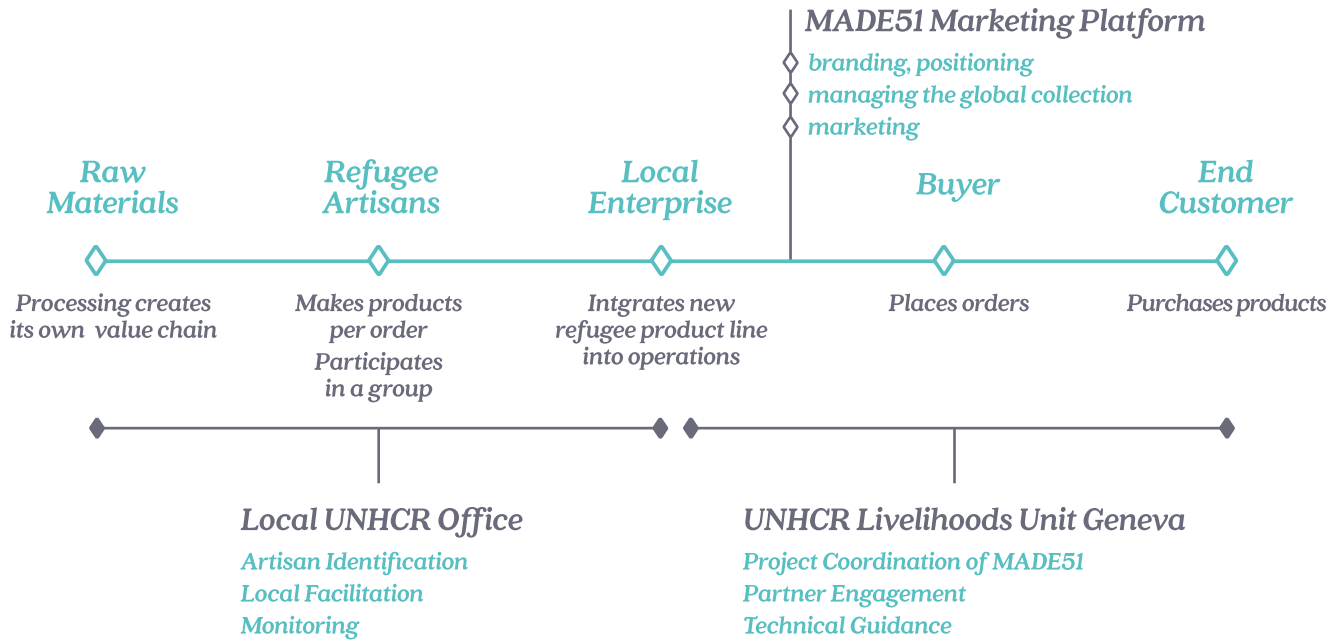 MADE51 Marketing Platform
branding, positioning
managing the global collection
marketing
Raw
Materials
Refugee
Artisans
Local
Enterprise
Buyer
End
Customer
Processing creates
its own value chain
Makes products
per order
Participates
in a group
Intgrates new
refugee product line
into operations
Places orders
Purchases products
Local UNHCR Office
Artisan Identification
Local Facilitation
Monitoring
UNHCR Livelihoods Unit Geneva
Project Coordination of MADE51
Partner Engagement
Technical Guidance